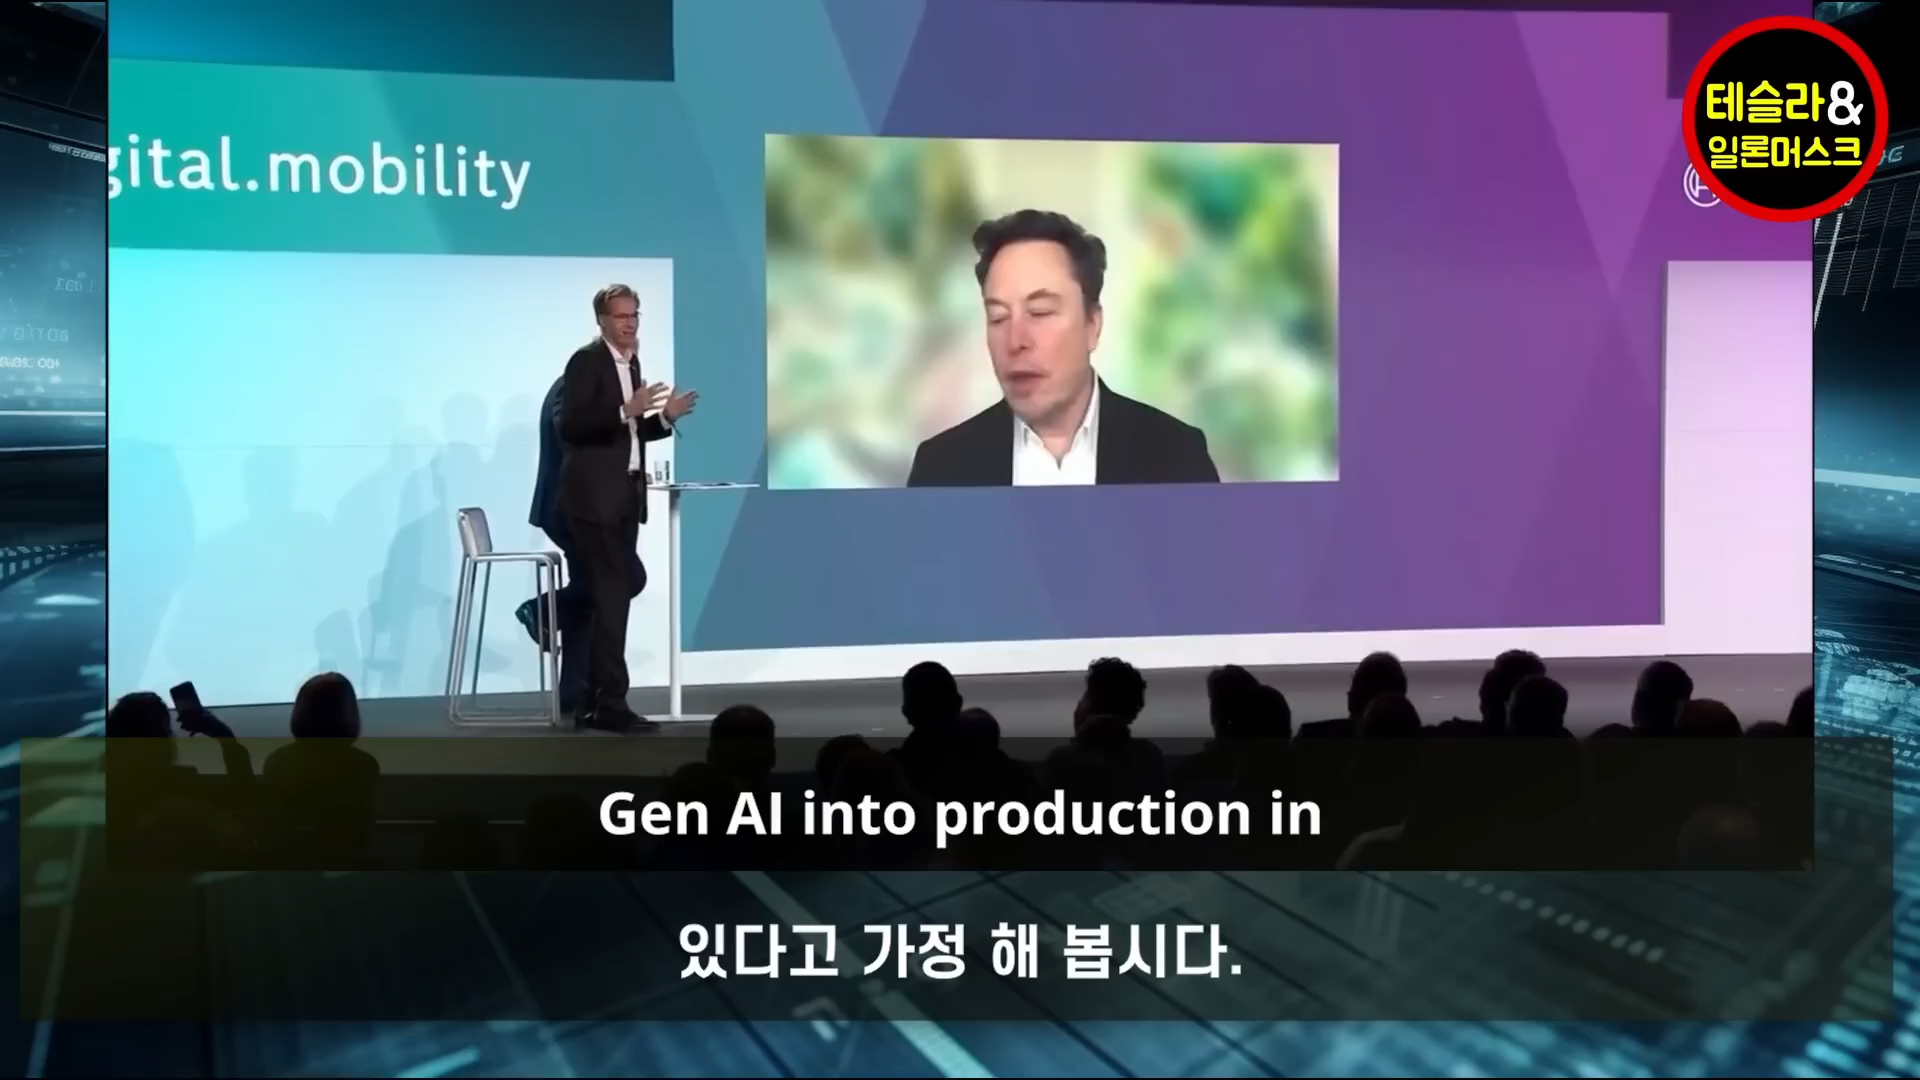 gital.mobility
테슬라&
일론머스크
Gen AI into production in
있다고 가정 해 봅시다.